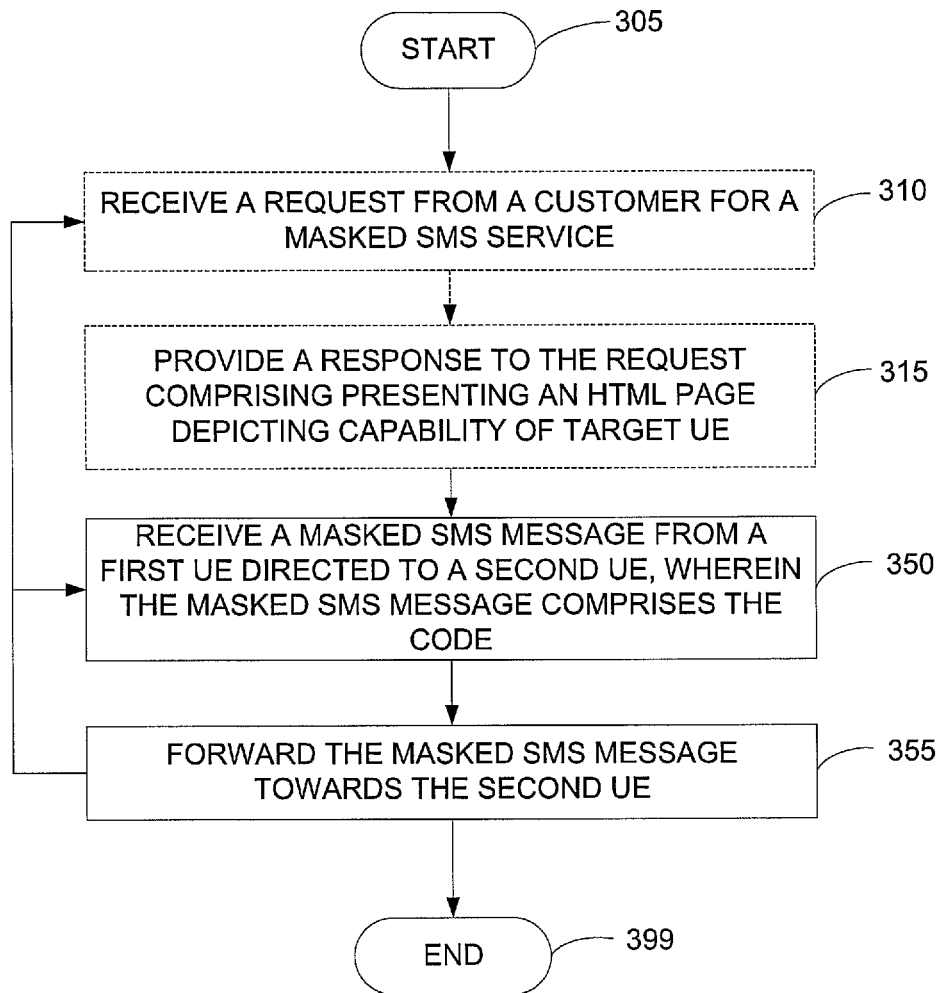 START
305
RECEIVE A REQUEST FROM A CUSTOMER FOR A
MASKED SMS SERVICE
310
PROVIDE A RESPONSE TO THE REQUEST
COMPRISING PRESENTING AN HTML PAGE
DEPICTING CAPABILITY OF TARGET UE
315
RECEIVE A MASKED SMS MESSAGE FROM A
FIRST UE DIRECTED TO A SECOND UE, WHEREIN
THE MASKED SMS MESSAGE COMPRISES THE
CODE
350
FORWARD THE MASKED SMS MESSAGE
TOWARDS THE SECOND UE
355
END
399